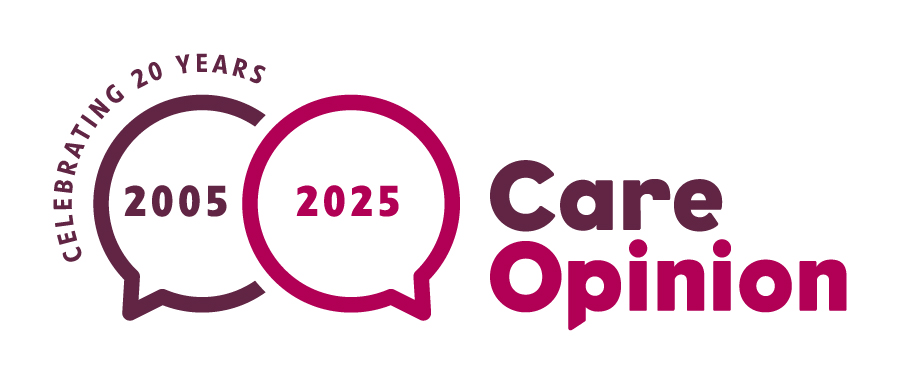 CELEBRATING 20 YEARS
2005
2025
Care
Opinion